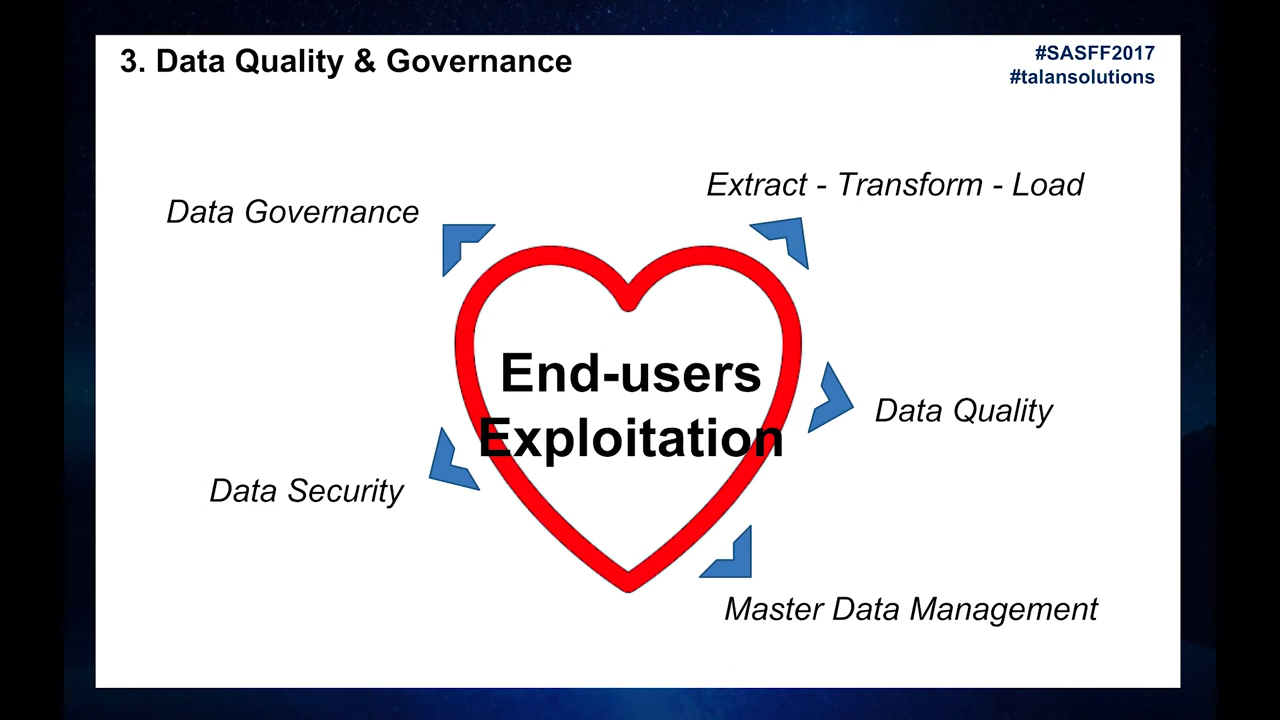 3. Data Quality & Governance
#SASFF2017
#talansolutions
Extract - Transform - Load
Data Governance
End-users
Exploitation
Data Quality
Data Security
Master Data Management